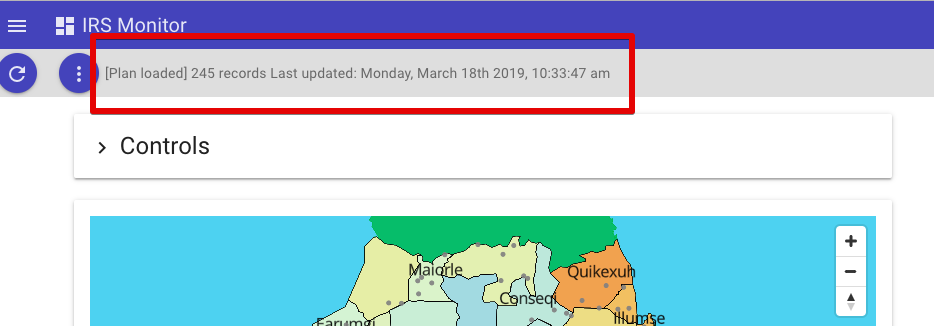 IRS Monitor
[Plan loaded] 245 records Last updated: Monday, March 18th 2019, 10:33:47 am
Controls
Maiorle
Quikexuh
Conseqi
Illumse
Farumgi